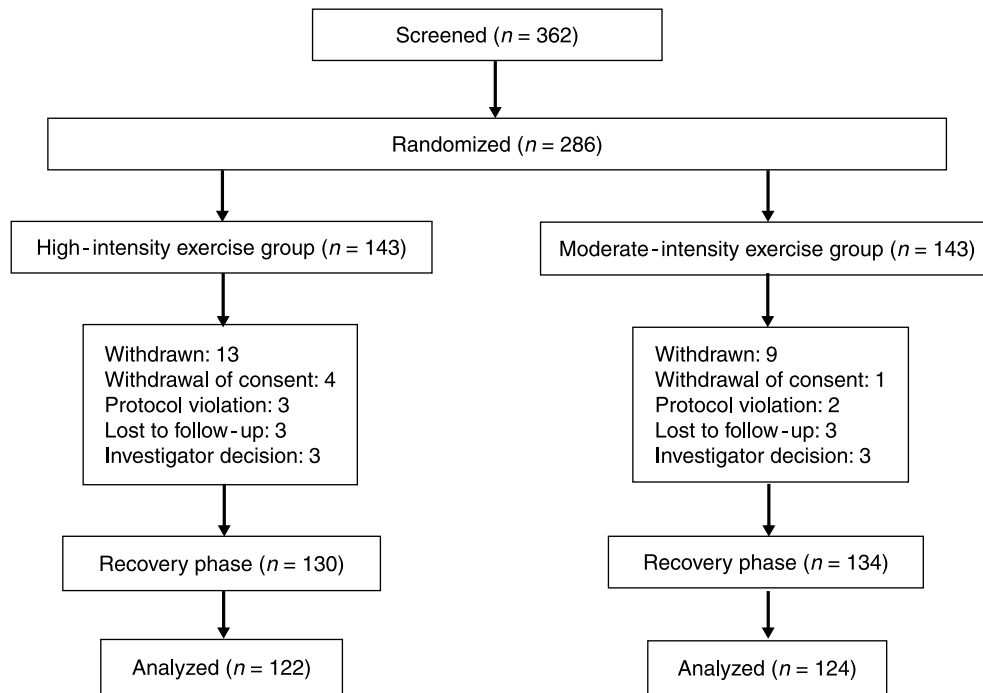 Screened (n = 362)
Randomized (n = 286)
High-intensity exercise group (n = 143)
Moderate-intensity exercise group (n = 143)
Withdrawn: 13
Withdrawal of consent: 4
Protocol violation: 3
Lost to follow-up: 3
Investigator decision: 3
Withdrawn: 9
Withdrawal of consent: 1
Protocol violation: 2
Lost to follow-up: 3
Investigator decision: 3
Recovery phase (n = 130)
Recovery phase (n = 134)
Analyzed (n = 122)
Analyzed (n = 124)